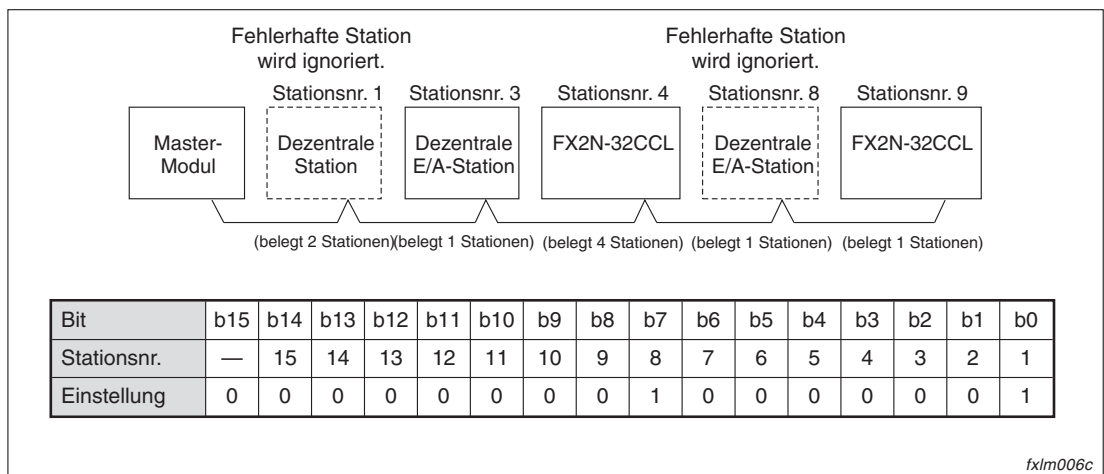 Fehlerhafte Station
wird ignoriert.
Fehlerhafte Station
wird ignoriert.
Stationsnr. 1 Stationsnr. 3 Stationsnr. 4 Stationsnr. 8 Stationsnr. 9
Master-
Modul
Dezentrale
Station
Dezentrale
E/A-Station
FX2N-32CCL
Dezentrale
E/A-Station
FX2N-32CCL
(belegt 2 Stationen)(belegt 1 Stationen) (belegt 4 Stationen) (belegt 1 Stationen) (belegt 1 Stationen)
Bit b15 b14 b13 b12 b11 b10 b9 b8 b7 b6 b5 b4 b3 b2 b1 b0
Stationsnr. — 15 14 13 12 11 10 9 8 7 6 5 4 3 2 1
Einstellung 0 0 0 0 0 0 0 0 1 0 0 0 0 0 0 1
fxlm006c